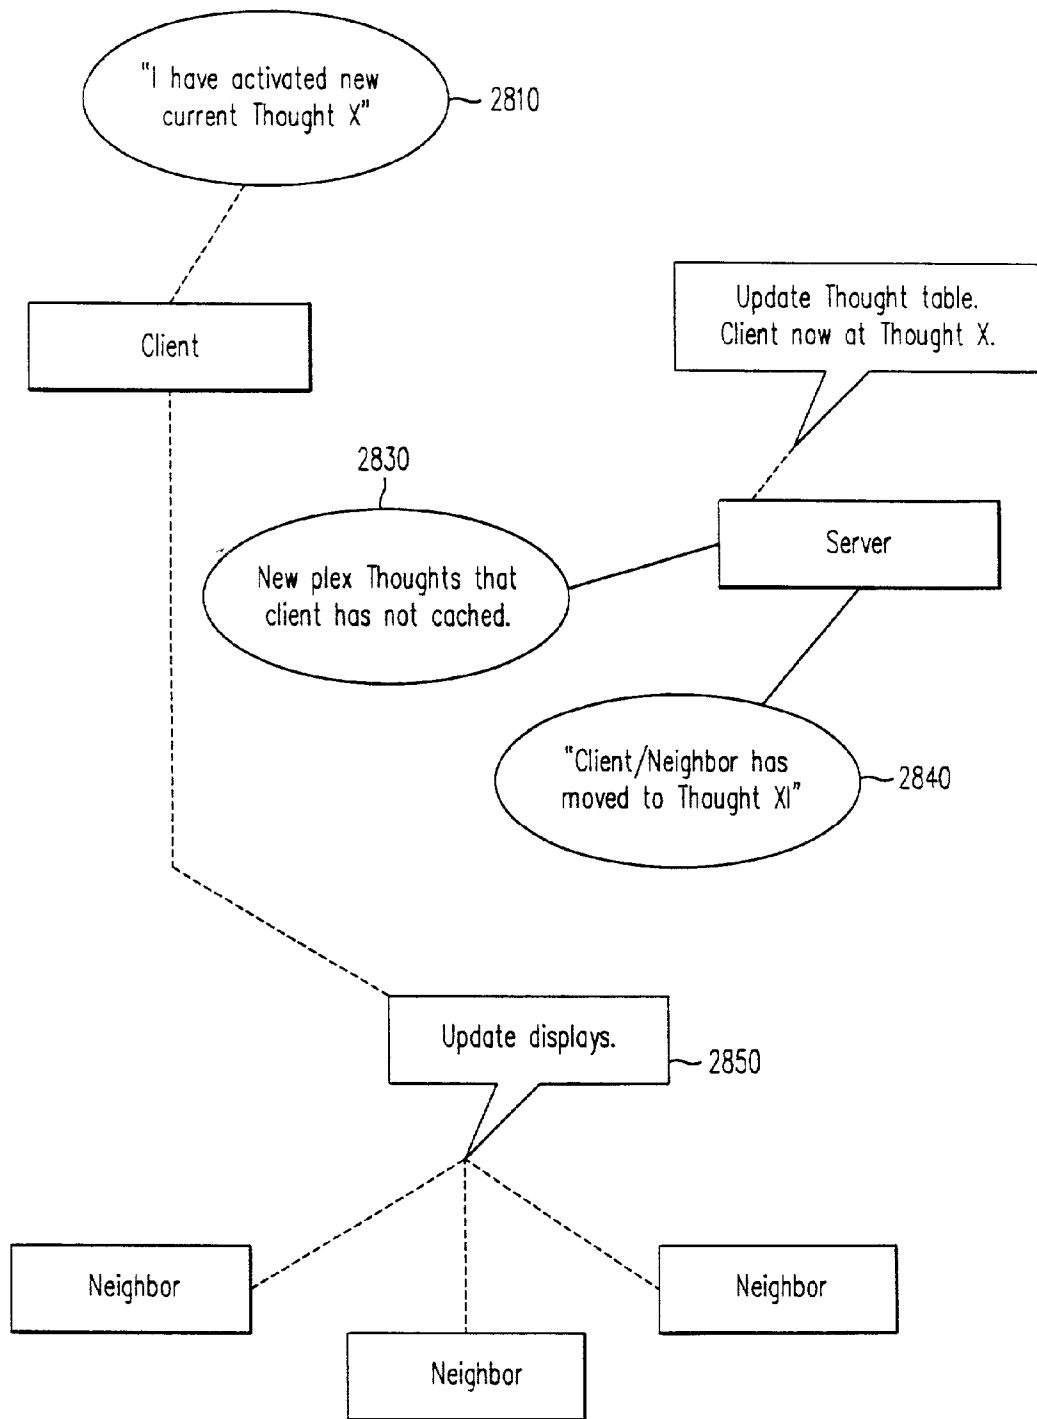 "I have activated new
current Thought X"
2810
Client
Update Thought table.
Client now at Thought X.
2830
Server
New plex Thoughts that
client has not cached.
"Client/Neighbor has
moved to Thought XI"
2840
Update displays.
2850
Neighbor
Neighbor
Neighbor